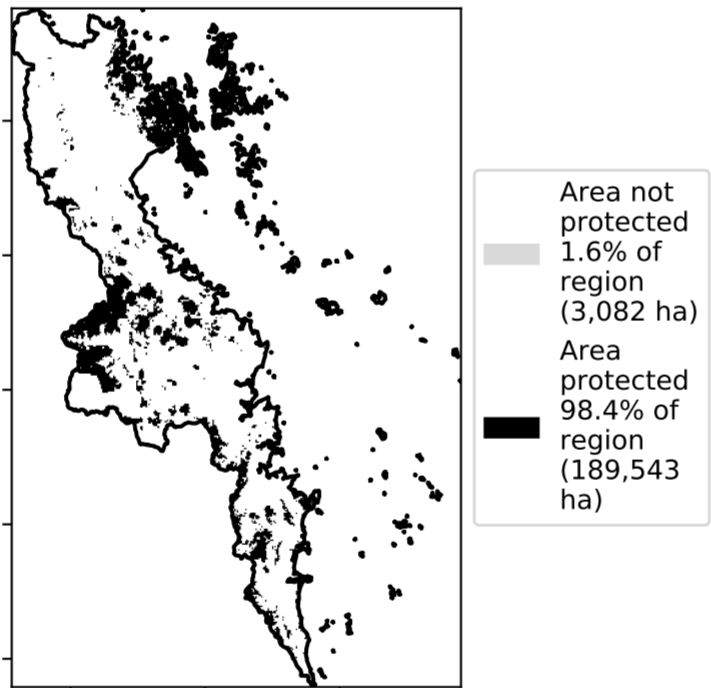 Area not
protected
1.6% of
region
(3,082 ha)
Area
protected
98.4% of
region
(189,543
ha)